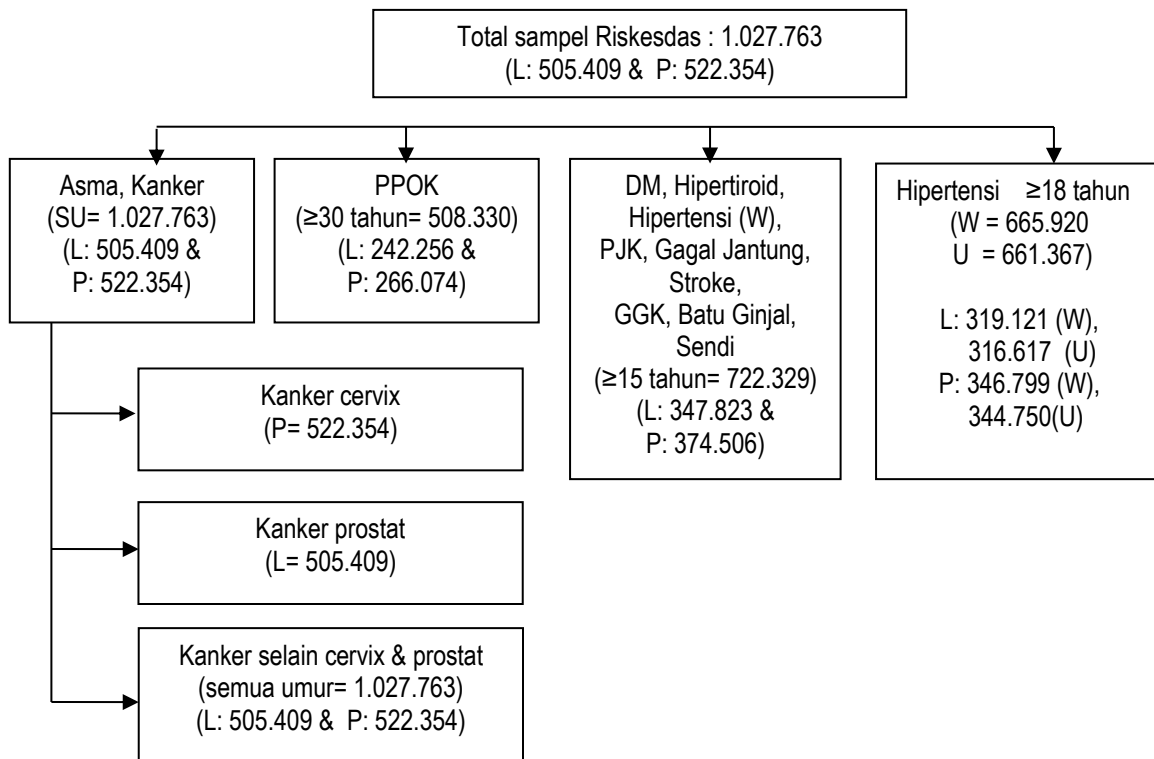 Total sampel Riskesdas : 1.027.763
(L: 505.409 & P: 522.354)
Asma, Kanker
(SU= 1.027.763)
(L: 505.409 &
P: 522.354)
PPOK
(≥30 tahun= 508.330)
(L: 242.256 &
P: 266.074)
DM, Hipertiroid,
Hipertensi (W),
PJK, Gagal Jantung,
Stroke,
GGK, Batu Ginjal,
Sendi
(≥15 tahun= 722.329)
(L: 347.823 &
P: 374.506)
Hipertensi ≥18 tahun
(W = 665.920
U = 661.367)
L: 319.121 (W),
316.617 (U)
P: 346.799 (W),
344.750(U)
Kanker cervix
(P= 522.354)
Kanker prostat
(L= 505.409)
Kanker selain cervix & prostat
(semua umur= 1.027.763)
(L: 505.409 & P: 522.354)